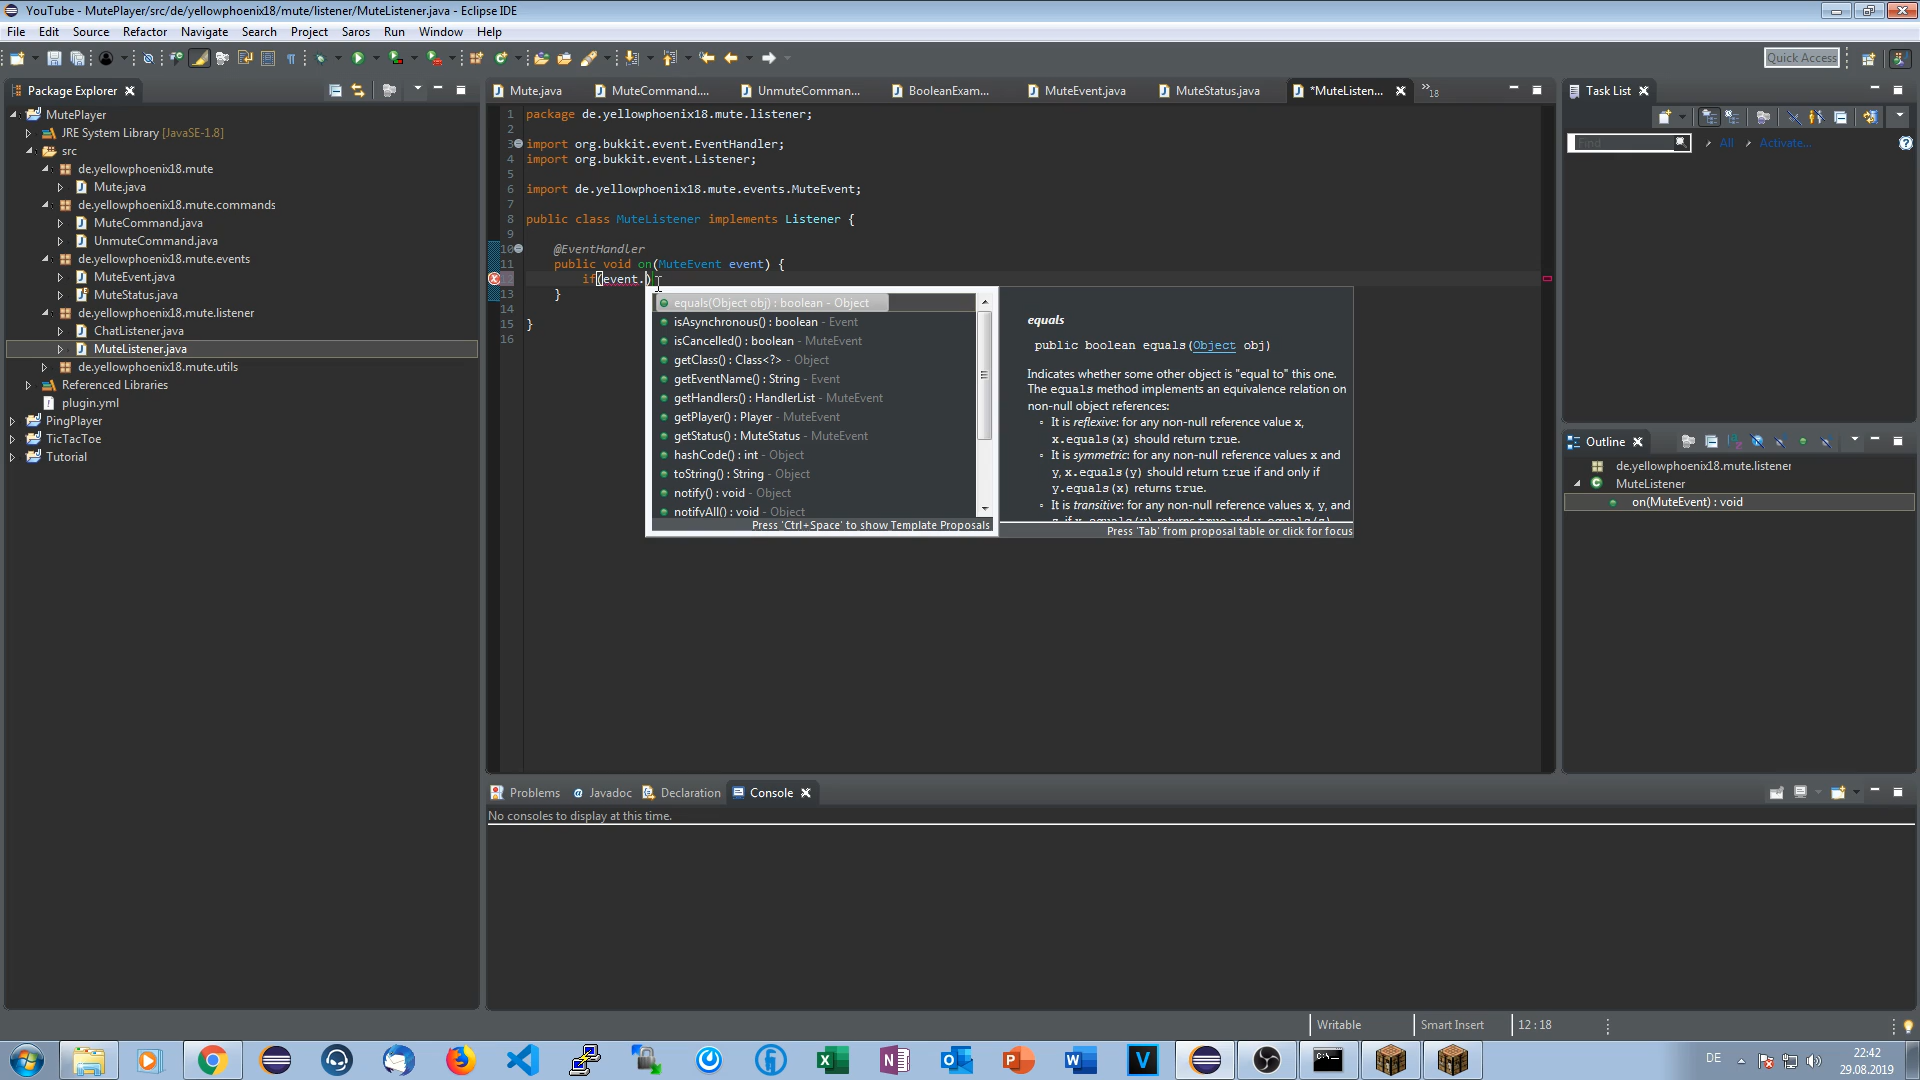 YouTube - MutePlayer/src/de/yellowphoenix18/mute/listener/MuteListener.java - Eclipse IDE
File Edit Source Refactor Navigate Search Project Saros Run Window Help
Quick Access
Package Explorer
MutePlayer
JRE System Library [JavaSE-1.8]
src
de.yellowphoenix18.mute
Mute.java
de.yellowphoenix18.mute.commands
MuteCommand.java
UnmuteCommand.java
de.yellowphoenix18.mute.events
MuteEvent.java
MuteStatus.java
de.yellowphoenix18.mute.listener
ChatListener.java
MuteListener.java
de.yellowphoenix18.mute.utils
Referenced Libraries
plugin.yml
PingPlayer
TicTacToe
Tutorial
Mute.java MuteCommand.... UnmuteComman... BooleanExam... MuteEvent.java MuteStatus.java *MuteListen... »18
1 package de.yellowphoenix18.mute.listener;
2
3 import org.bukkit.event.EventHandler;
4 import org.bukkit.event.Listener;
5
6 import de.yellowphoenix18.mute.events.MuteEvent;
7
8 public class MuteListener implements Listener {
9
10 @EventHandler
11 public void on(MuteEvent event) {
if(event.)
13 }
14
15 }
16
equals(Object obj) : boolean - Object
isAsynchronous() : boolean - Event
isCancelled() : boolean - MuteEvent
getClass() : Class<?> - Object
getEventName() : String - Event
getHandlers() : HandlerList - MuteEvent
getPlayer() : Player - MuteEvent
getStatus() : MuteStatus - MuteEvent
hashCode() : int - Object
toString() : String - Object
notify() : void - Object
notifyAll() : void - Object
Press 'Ctrl+Space' to show Template Proposals
equals
public boolean equals(Object obj)
Indicates whether some other object is "equal to" this one.
The equals method implements an equivalence relation on
non-null object references:
It is reflexive: for any non-null reference value x,
x.equals(x) should return true.
It is symmetric: for any non-null reference values x and
y, x.equals(y) should return true if and only if
y.equals(x) returns true.
It is transitive: for any non-null reference values x, y, and
Press 'Tab' from proposal table or click for focus
Task List
Find All Activate...
Outline
de.yellowphoenix18.mute.listener
MuteListener
on(MuteEvent) : void
Problems Javadoc Declaration Console
No consoles to display at this time.
Writable Smart Insert 12 : 18
DE
22:42
29.08.2019